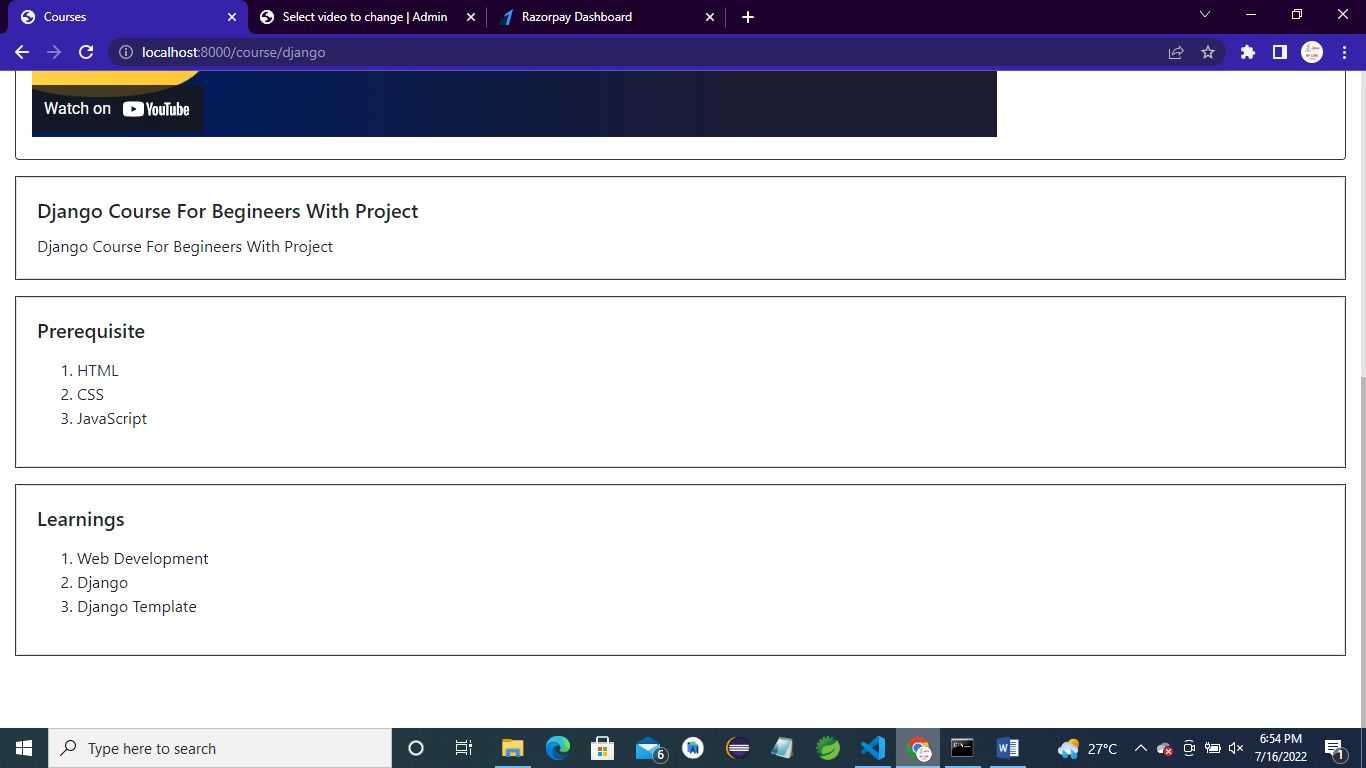 Courses
Select video to change | Admin
Razorpay Dashboard
localhost:8000/course/django
Watch on YouTube
Django Course For Begineers With Project
Django Course For Begineers With Project
Prerequisite
1. HTML
2. CSS
3. JavaScript
Learnings
1. Web Development
2. Django
3. Django Template
Type here to search
6
27°C
6:54 PM
7/16/2022
1